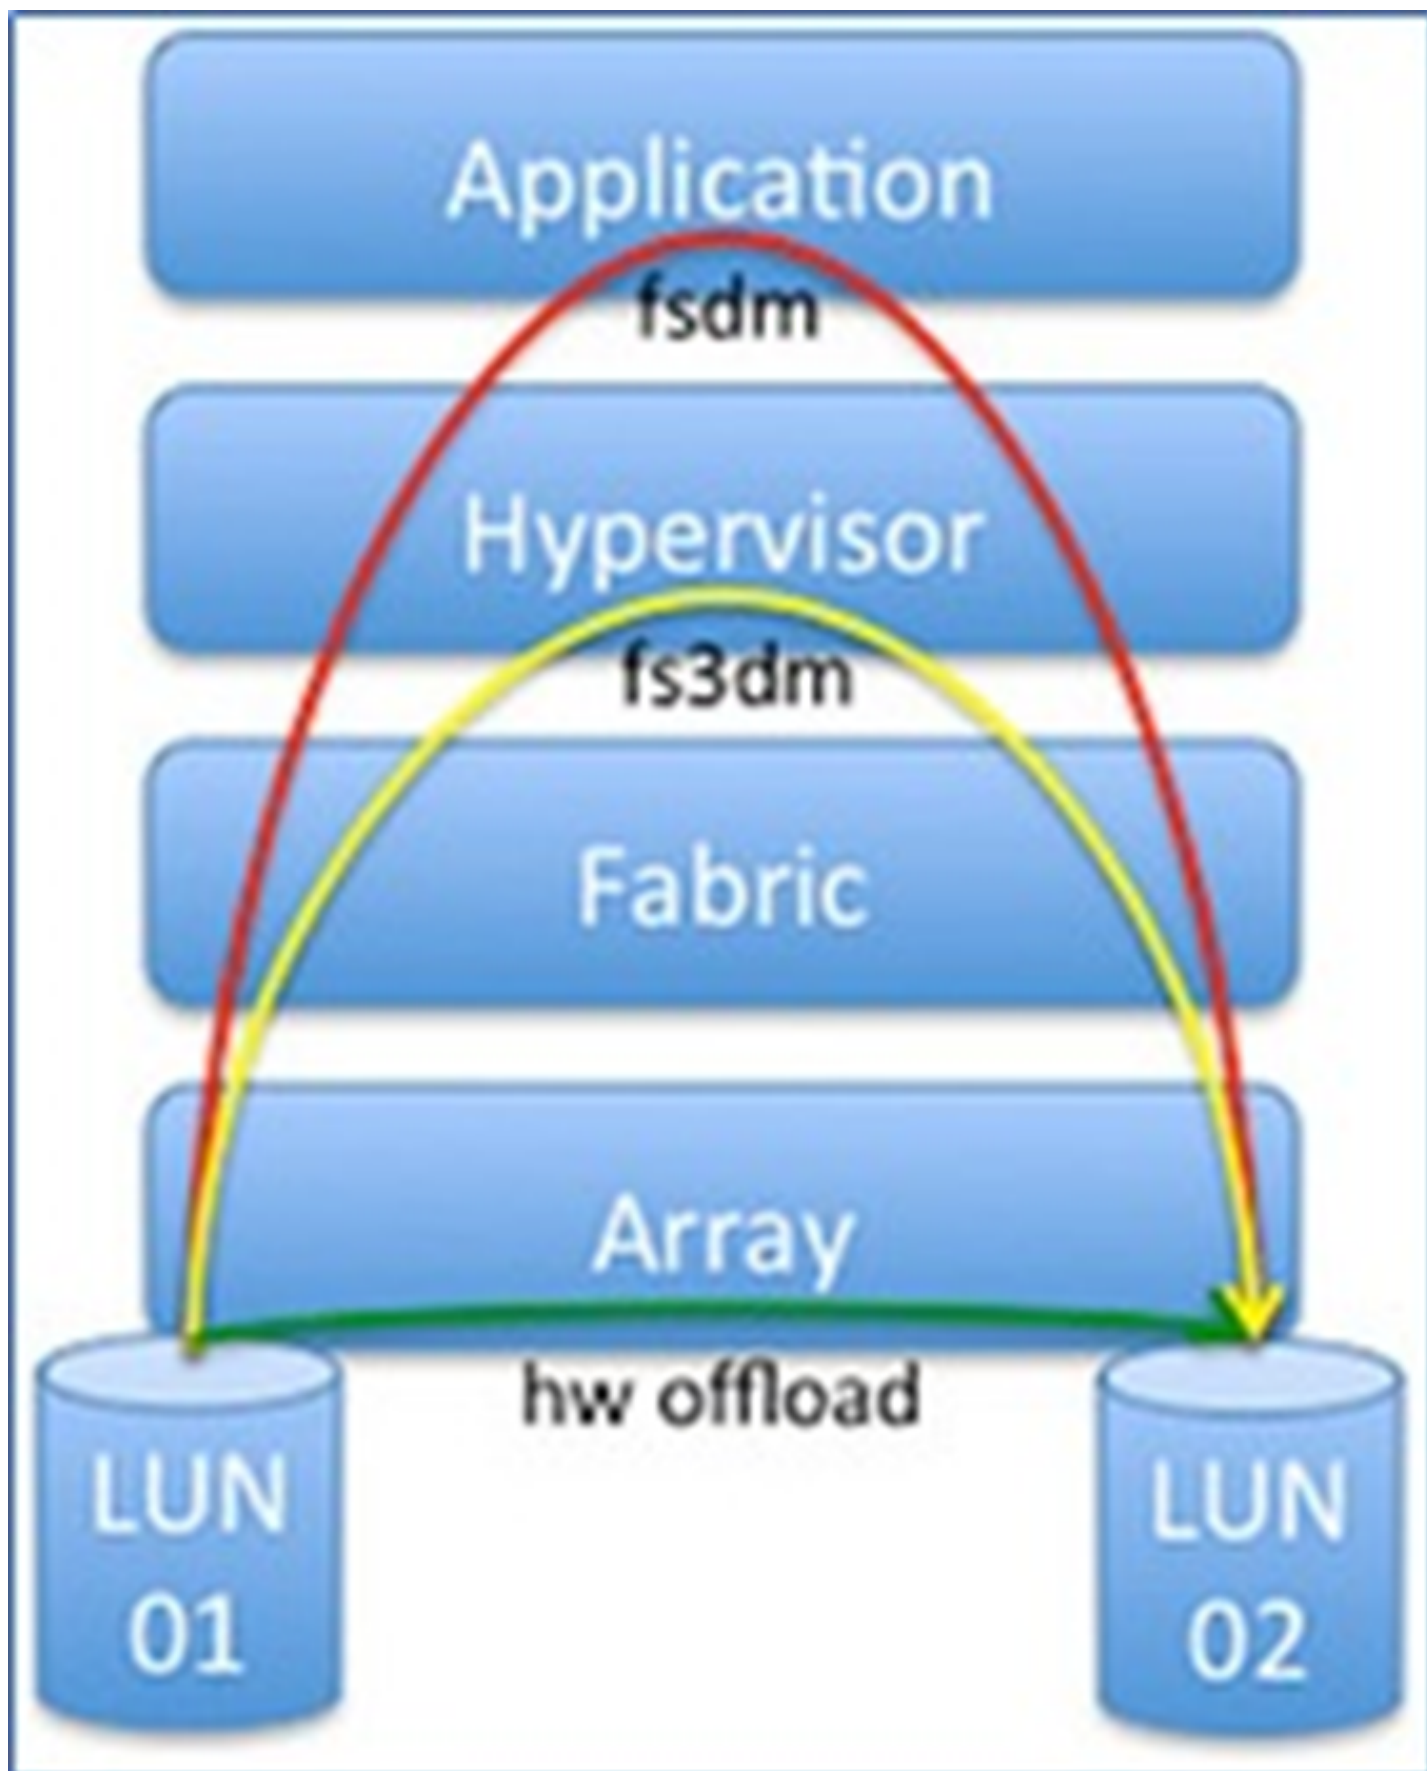 Application
fsdm
Hypervisor
fs3dm
Fabric
Array
hw offload
LUN
01
LUN
02